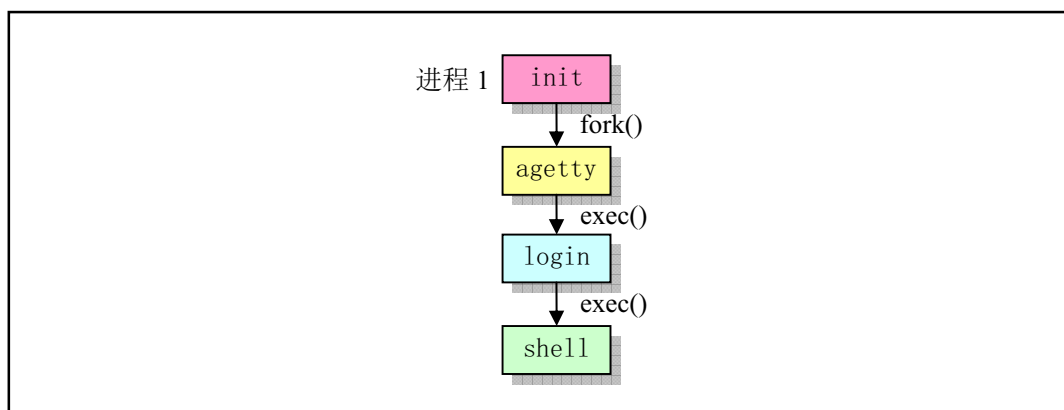 进程 1 init
fork()
agetty
exec()
login
exec()
shell